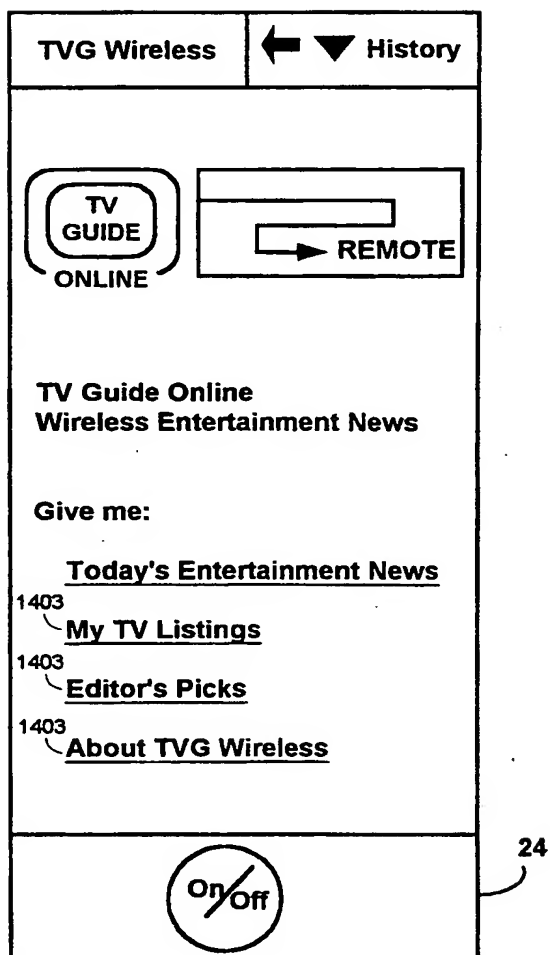 TVG Wireless
History
TV
GUIDE
ONLINE
REMOTE
TV Guide Online
Wireless Entertainment News
Give me:
Today's Entertainment News
1403
My TV Listings
1403
Editor's Picks
1403
About TVG Wireless
24
On/Off